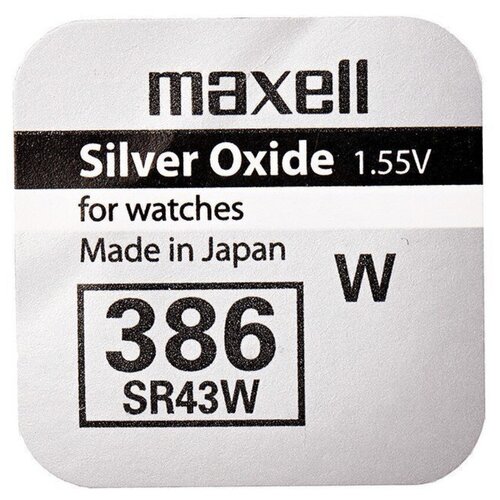 maxell
Silver Oxide 1.55V
for watches
Made in Japan
W
386
SR43W